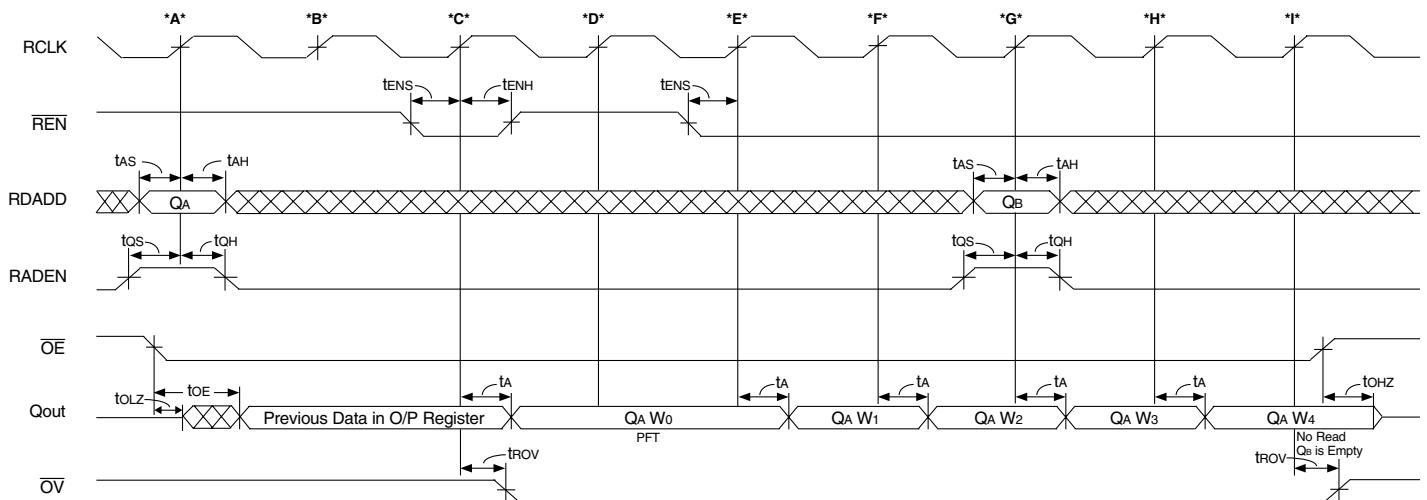 *A* *B* *C* *D* *E* *F* *G* *H* *I*
RCLK
tENS tENH tENS
REN
tAS tAH tAS tAH
RDADD QA QB
tQS tQH tQS tQH
RADEN
OE
tOLZ tOE tA tA tA tA tA tOHZ
Qout Previous Data in O/P Register QA W0 QA W1 QA W2 QA W3 QA W4
PFT No Read
QB is Empty
tROV tROV
OV